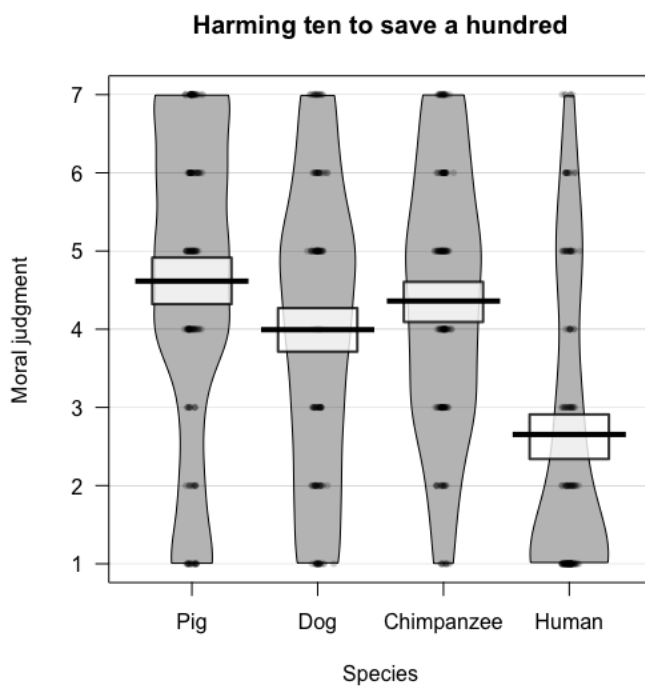 Harming ten to save a hundred
7
6
5
4
3
2
1
Moral judgment
Pig Dog Chimpanzee Human
Species